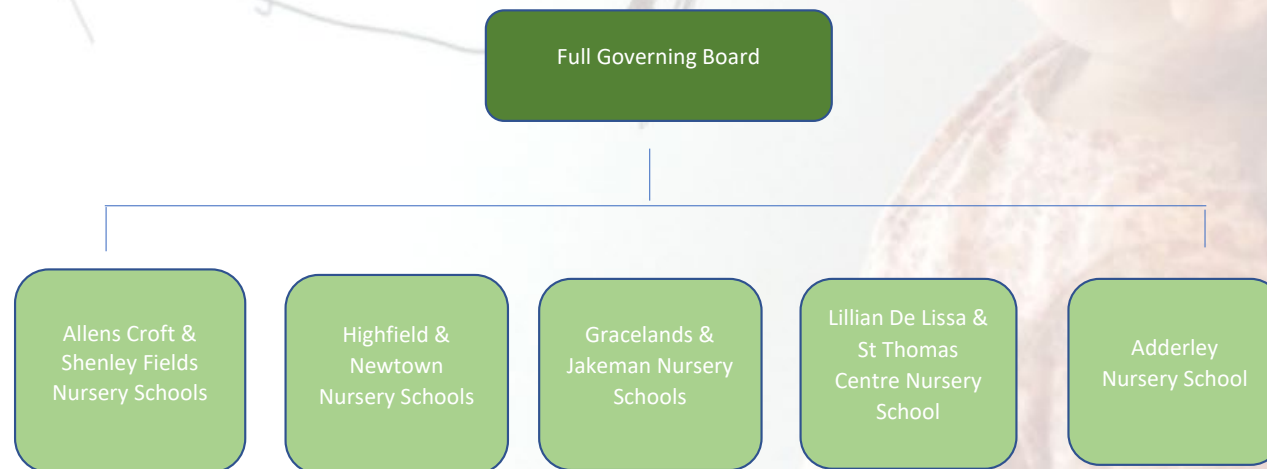 Full Governing Board
Allens Croft &
Shenley Fields
Nursery Schools
Highfield &
Newtown
Nursery Schools
Gracelands &
Jakeman Nursery
Schools
Lillian De Lissa &
St Thomas
Centre Nursery
School
Adderley
Nursery School